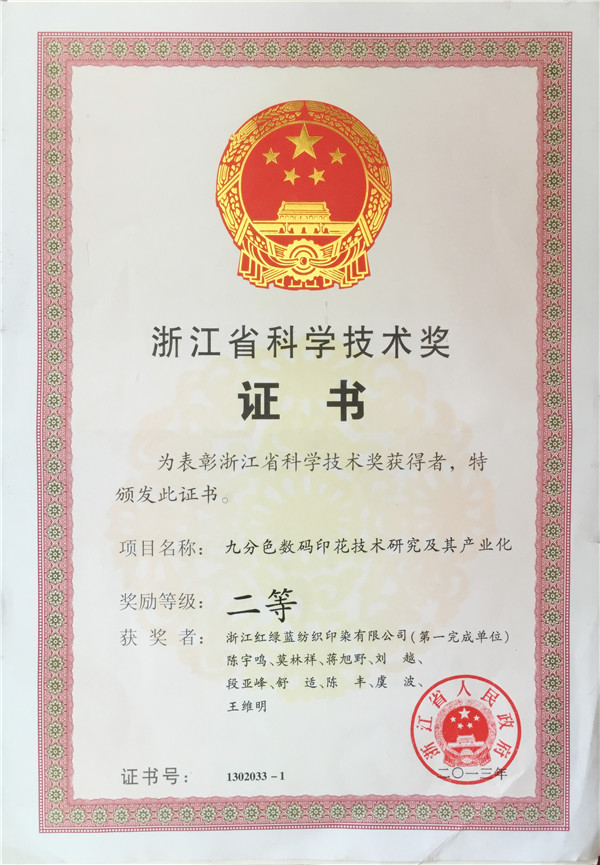 浙江省科学技术奖
证 书
为表彰浙江省科学技术奖获得者，特
颁发此证书。
项目名称： 九分色数码印花技术研究及其产业化
奖励等级： 二等
获 奖 者： 浙江红绿蓝纺织印染有限公司（第一完成单位）
陈宇鸣、莫林祥、蒋旭野、刘 越、
段亚峰、舒 适、陈 丰、虞 波、
王维明
浙江省人民政府
二〇一三年
证书号： 1302033-1